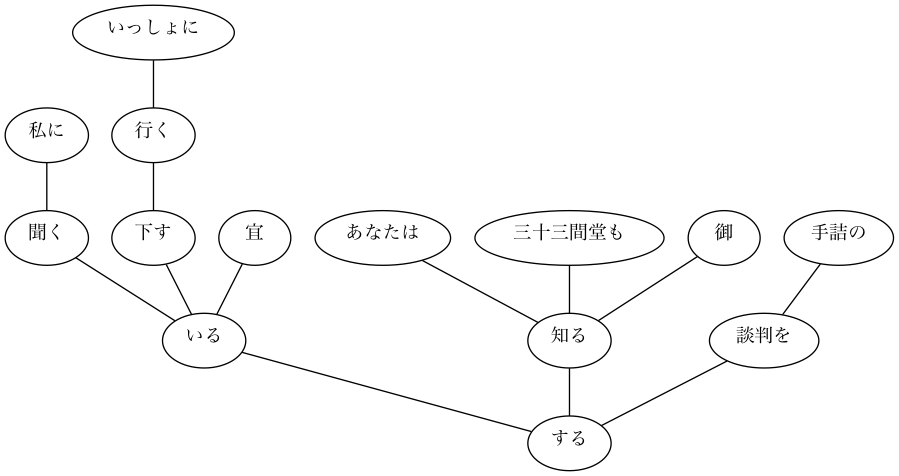 いっしょに
私に
行く
聞く
下す
宜
あなたは
三十三間堂も
御
手詰の
いる
知る
談判を
する